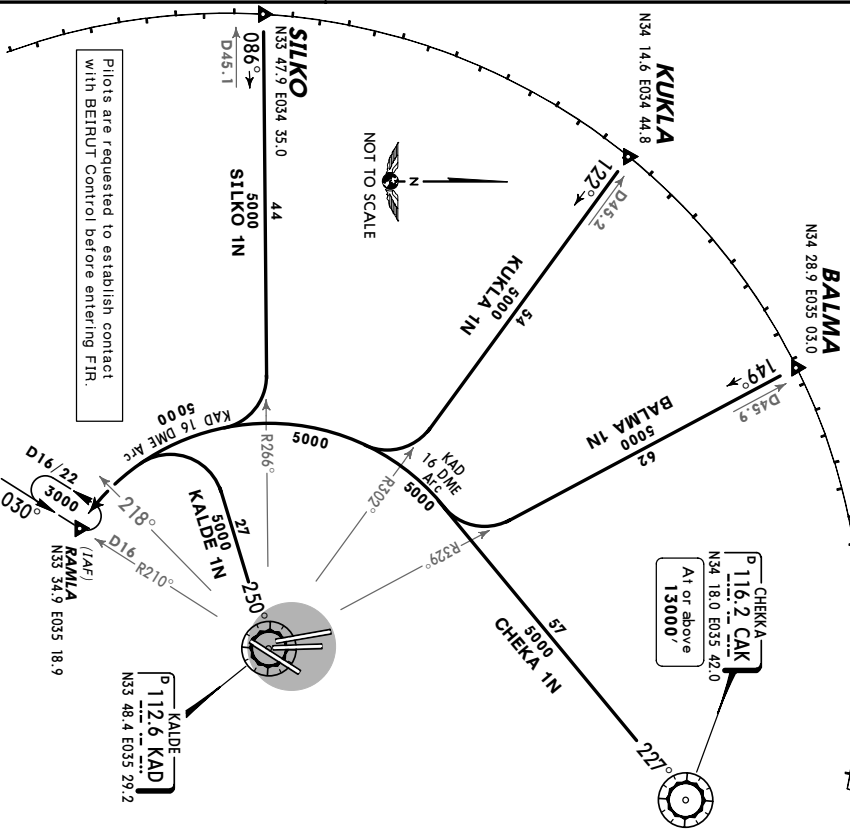 SILKO
N33 47.9 E034 35.0
086°
D45.1
44
5000
SILKO 1N
Pilots are requested to establish contact
with BEIRUT Control before entering FIR.
N
NOT TO SCALE
KUKLA
N34 14.6 E034 44.8
122°
D45.2
54
5000
KUKLA 1N
BALMA
N34 28.9 E035 03.0
149°
D45.9
BALMA 1N
5000
62
KAD 16 DME Arc
5000
5000
KAD
16 DME
Arc
5000
R266°
R302°
R329°
218°
D16/22
3000
030°
D16
R210°
(IAF)
RAMLA
N33 34.9 E035 18.9
27
5000
KALDE 1N
250°
KALDE
D
112.6 KAD
N33 48.4 E035 29.2
57
5000
CHEKA 1N
227°
CHEKKA
D
116.2 CAK
N34 18.0 E035 42.0
At or above
13000'